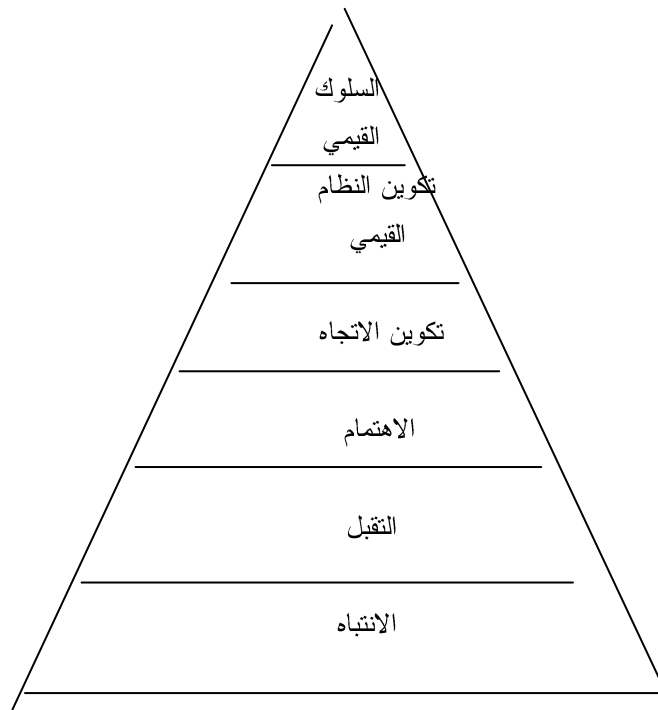 السلوك
القيمي
تكوين النظام
القيمي
تكوين الاتجاه
الاهتمام
التقبل
الانتباه